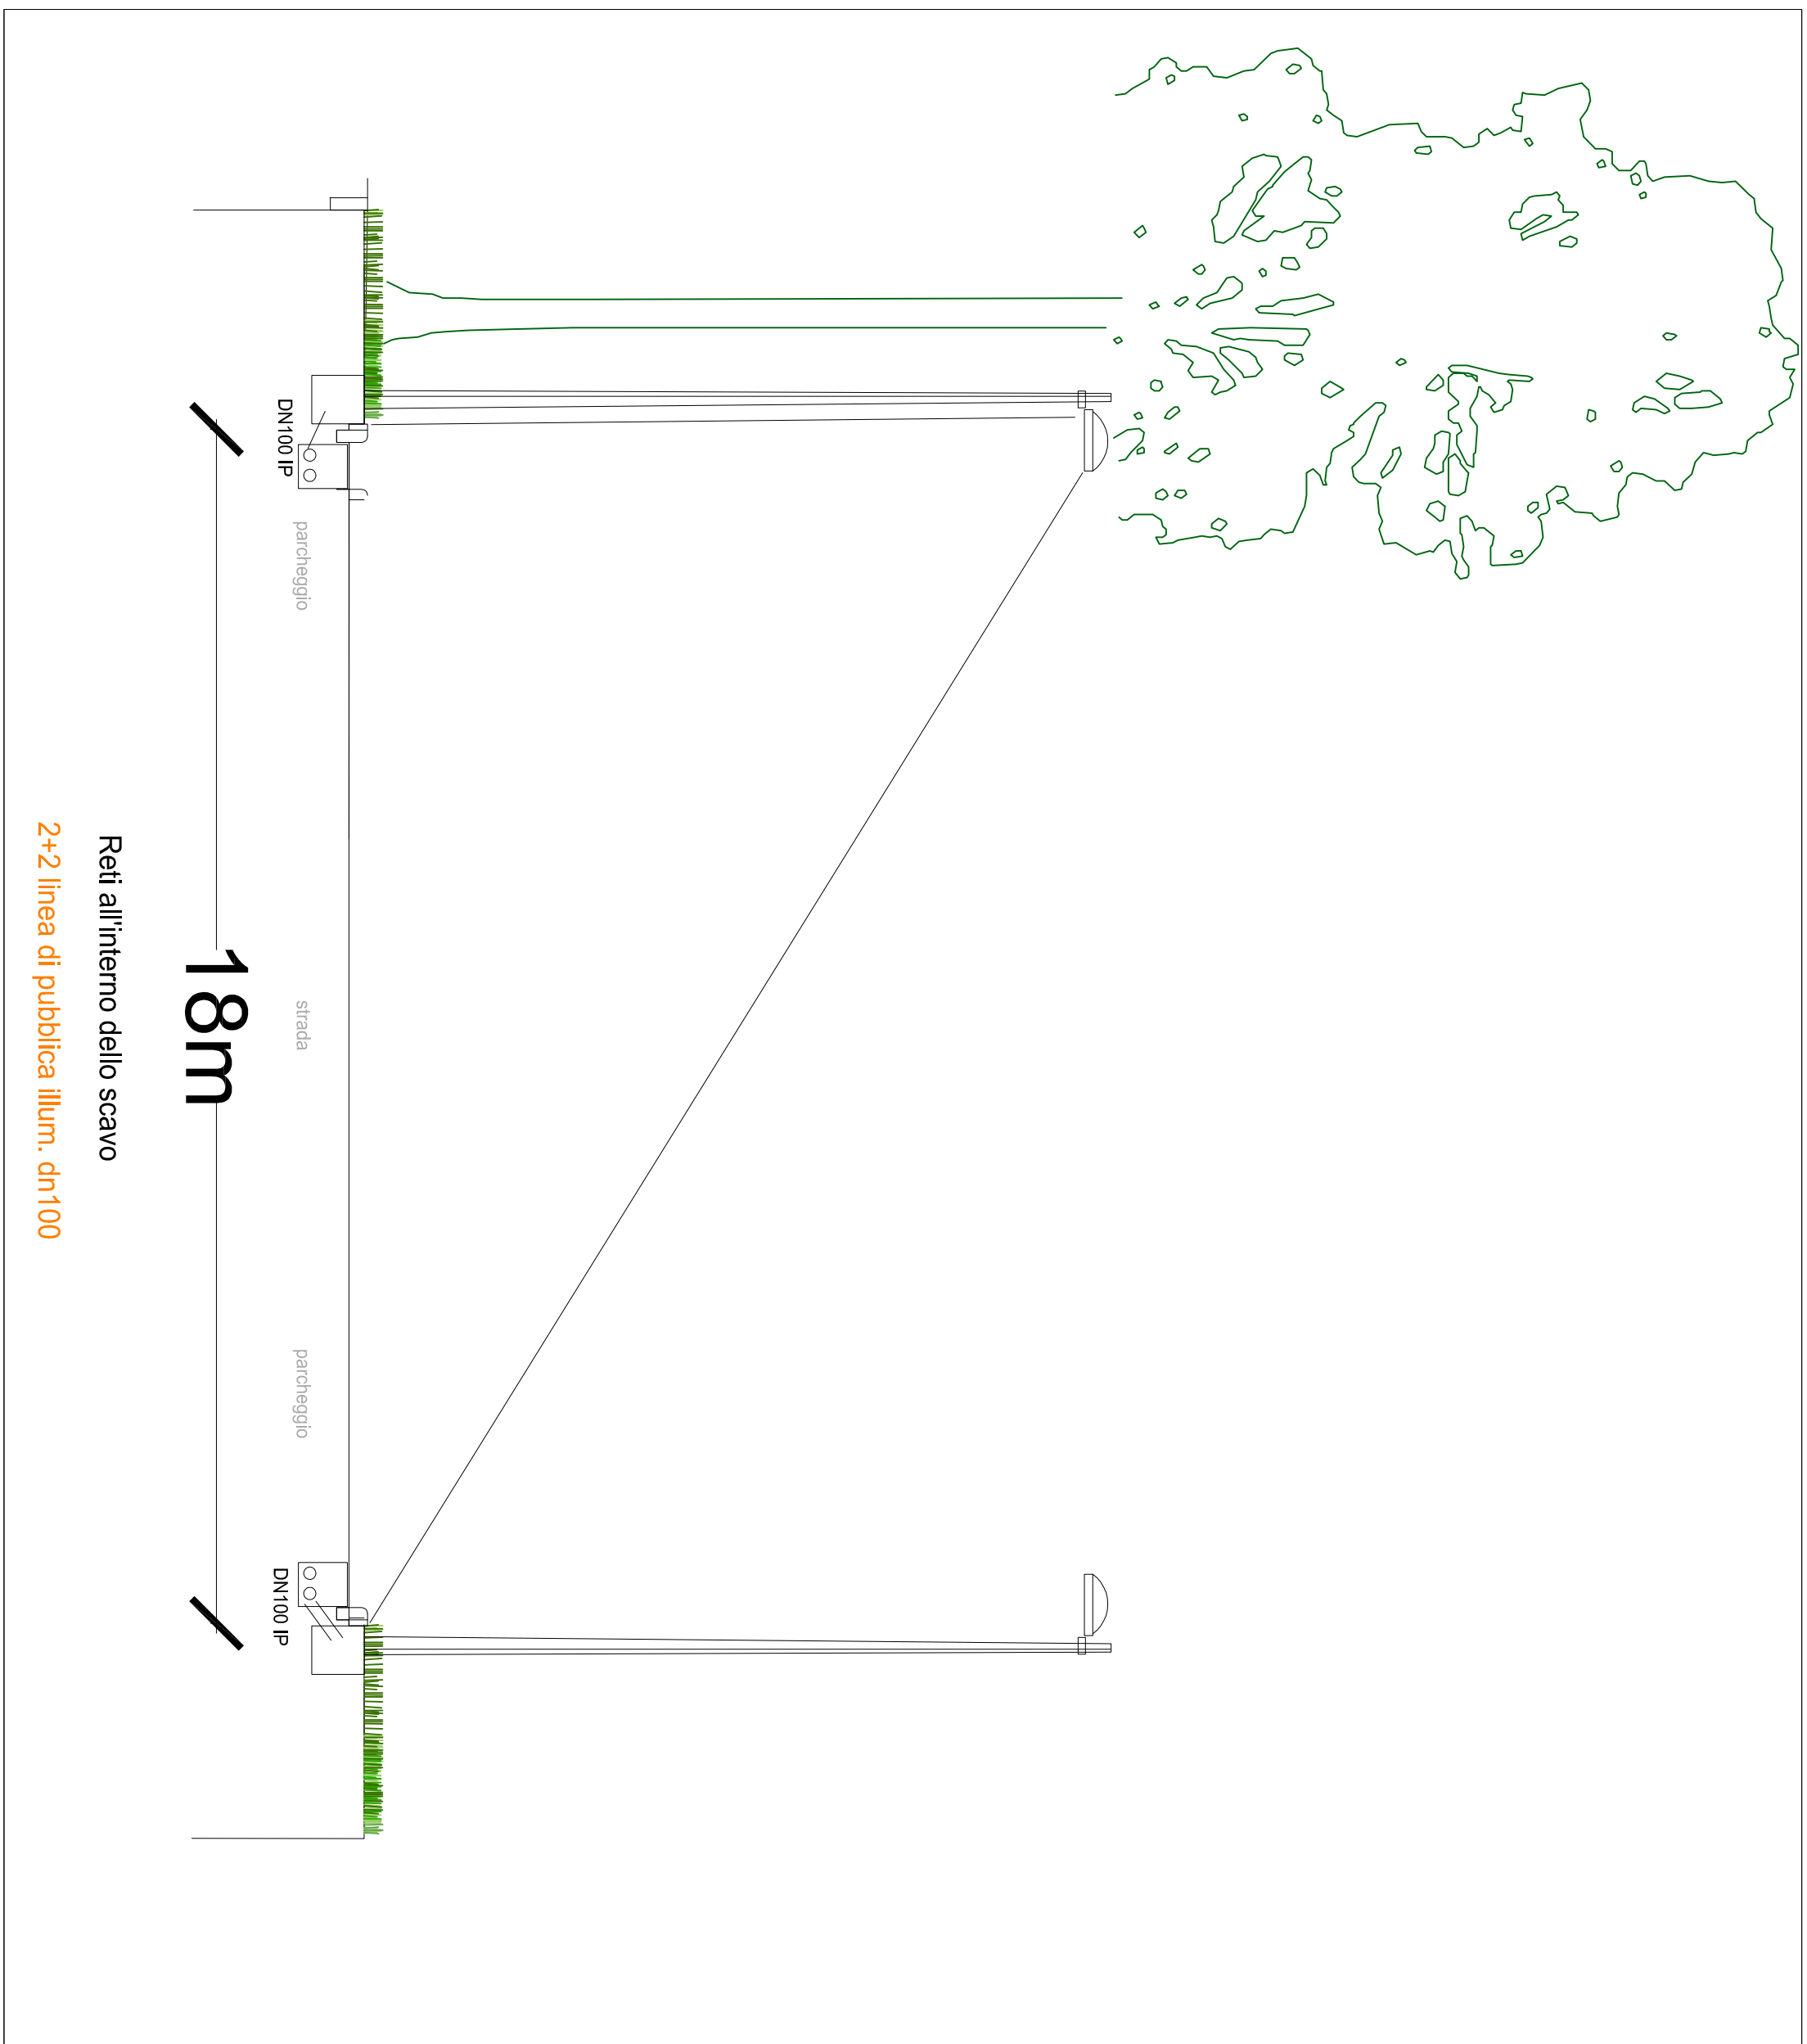 DN100 IP
DN100 IP
parcheggio
strada
parcheggio
18m
Reti all'interno dello scavo
2+2 linea di pubblica illum. dn100